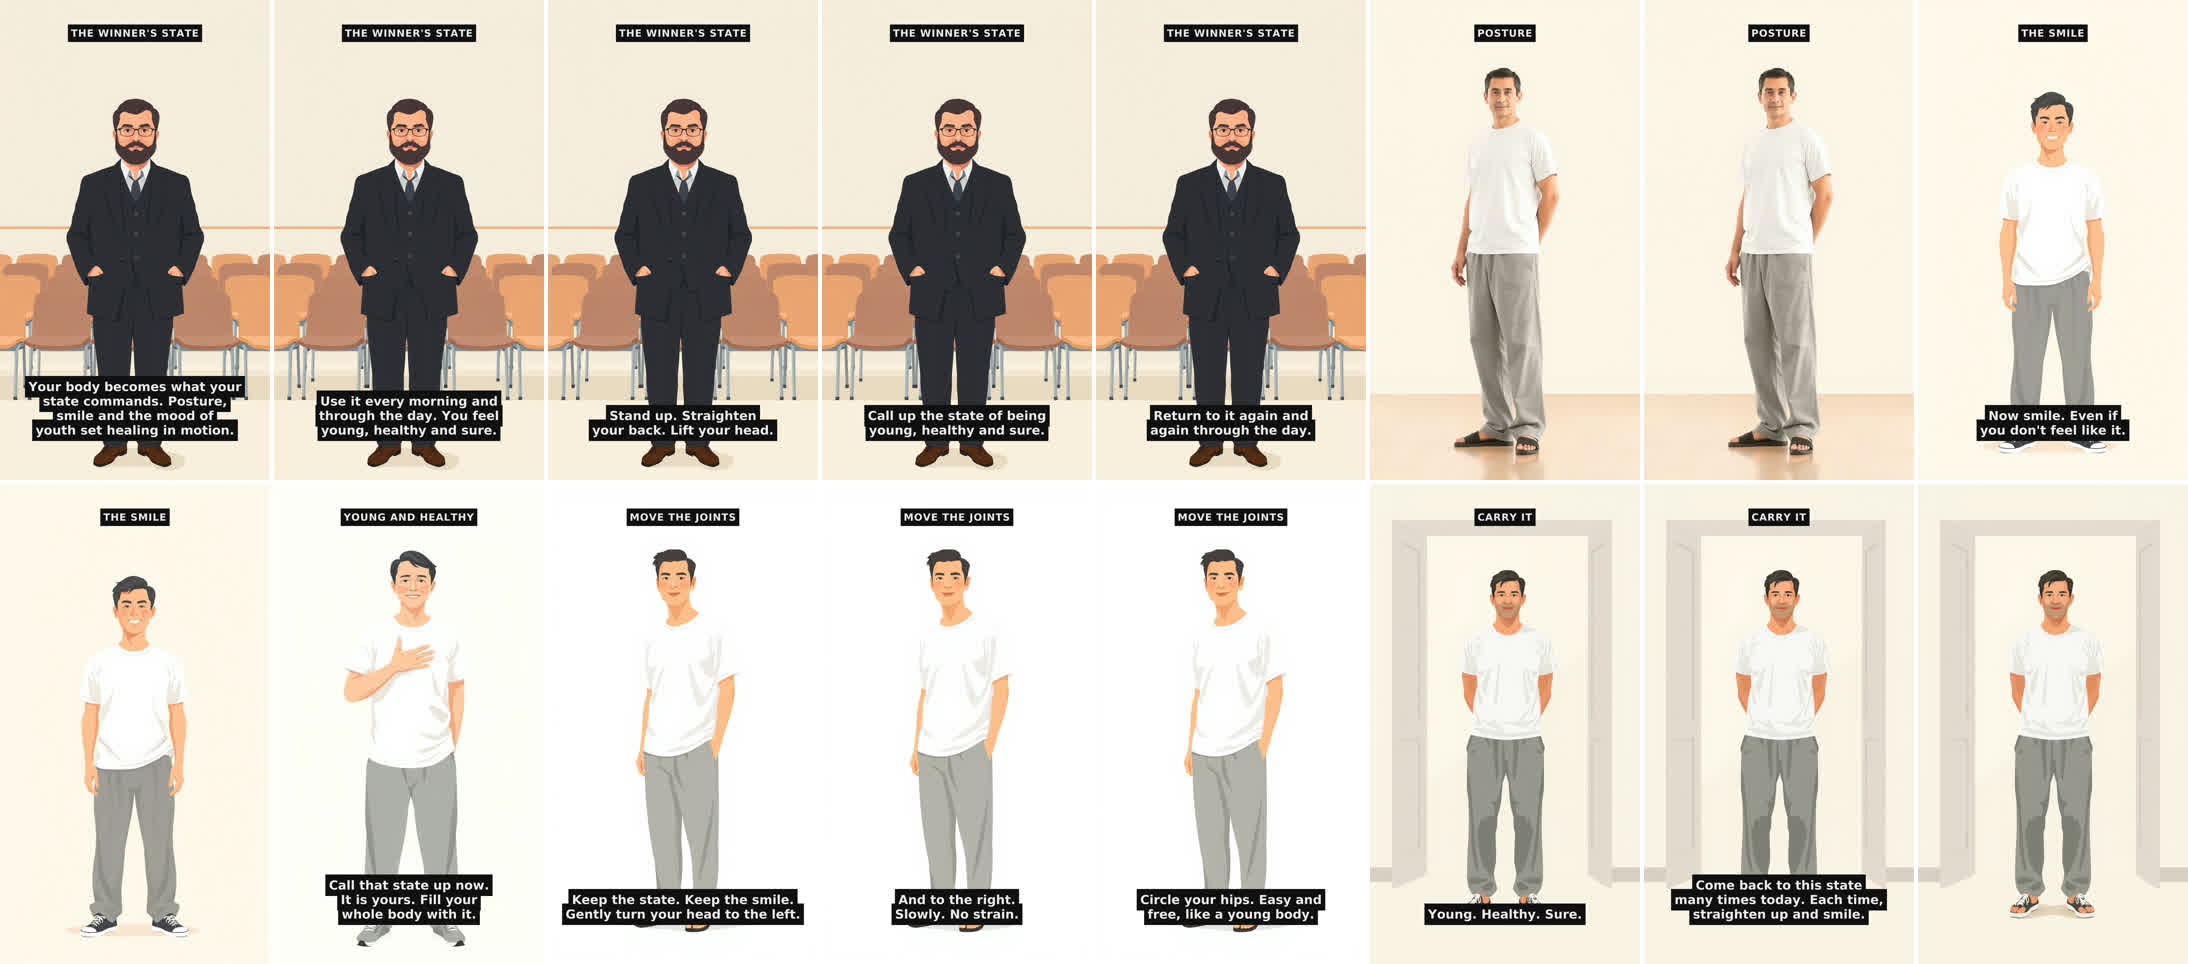 THE WINNER'S STATE
Your body becomes what your
state commands. Posture,
smile and the mood of
youth set healing in motion.
THE WINNER'S STATE
Use it every morning and
through the day. You feel
young, healthy and sure.
THE WINNER'S STATE
Stand up. Straighten
your back. Lift your head.
THE WINNER'S STATE
Call up the state of being
young, healthy and sure.
THE WINNER'S STATE
Return to it again and
again through the day.
POSTURE
POSTURE
THE SMILE
Now smile. Even if
you don't feel like it.
THE SMILE
YOUNG AND HEALTHY
Call that state up now.
It is yours. Fill your
whole body with it.
MOVE THE JOINTS
Keep the state. Keep the smile.
Gently turn your head to the left.
MOVE THE JOINTS
And to the right.
Slowly. No strain.
MOVE THE JOINTS
Circle your hips. Easy and
free, like a young body.
CARRY IT
Young. Healthy. Sure.
CARRY IT
Come back to this state
many times today. Each time,
straighten up and smile.